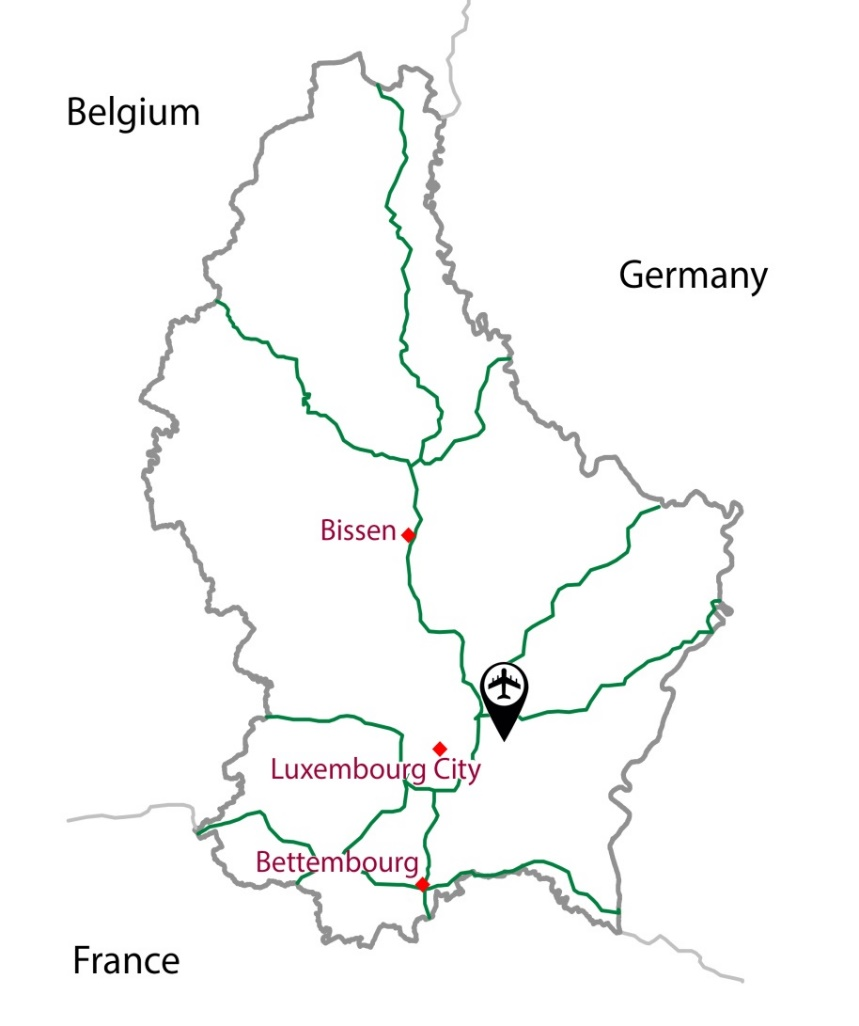 Belgium
Germany
Bissen
Luxembourg City
Bettembourg
France